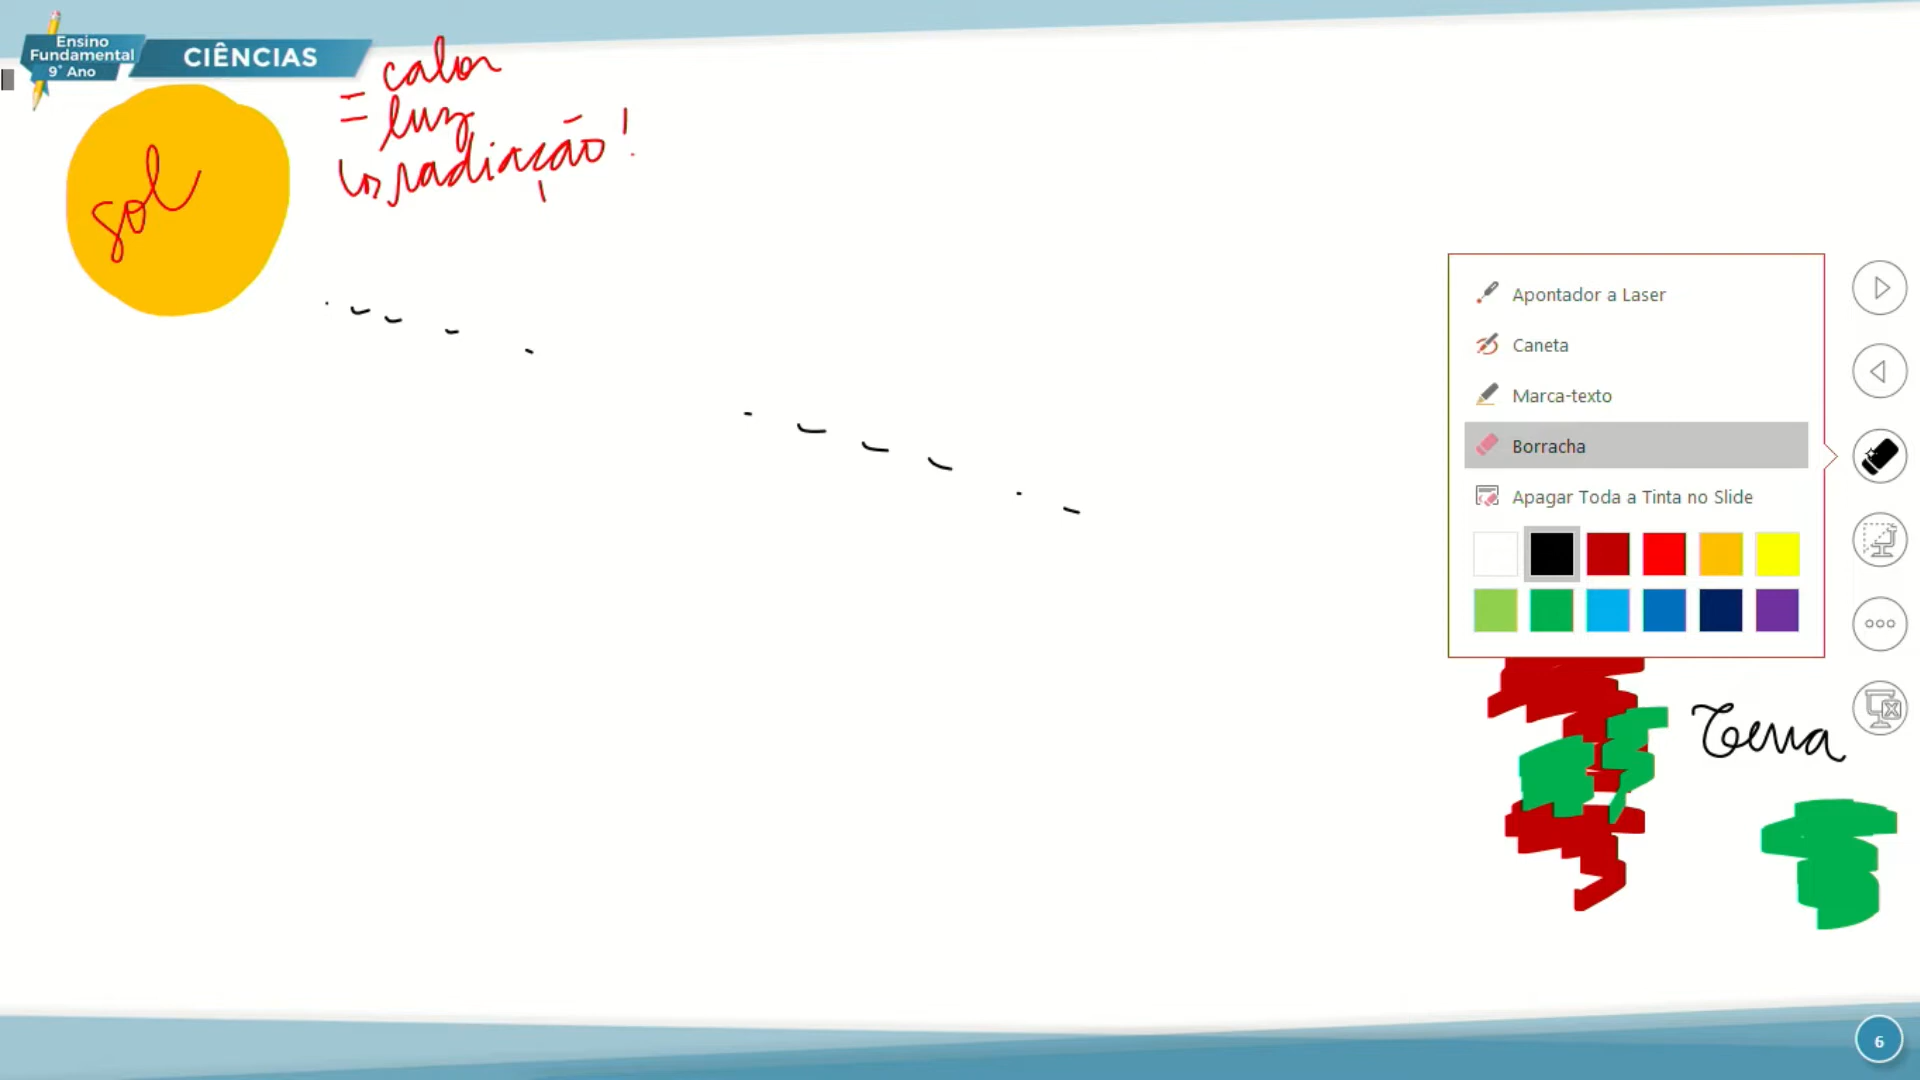 Ensino
Fundamental
9° Ano
CIÊNCIAS
= calor
= luz
↳ radiação!
sol
Apontador a Laser
Caneta
Marca-texto
Borracha
Apagar Toda a Tinta no Slide
Terra
6